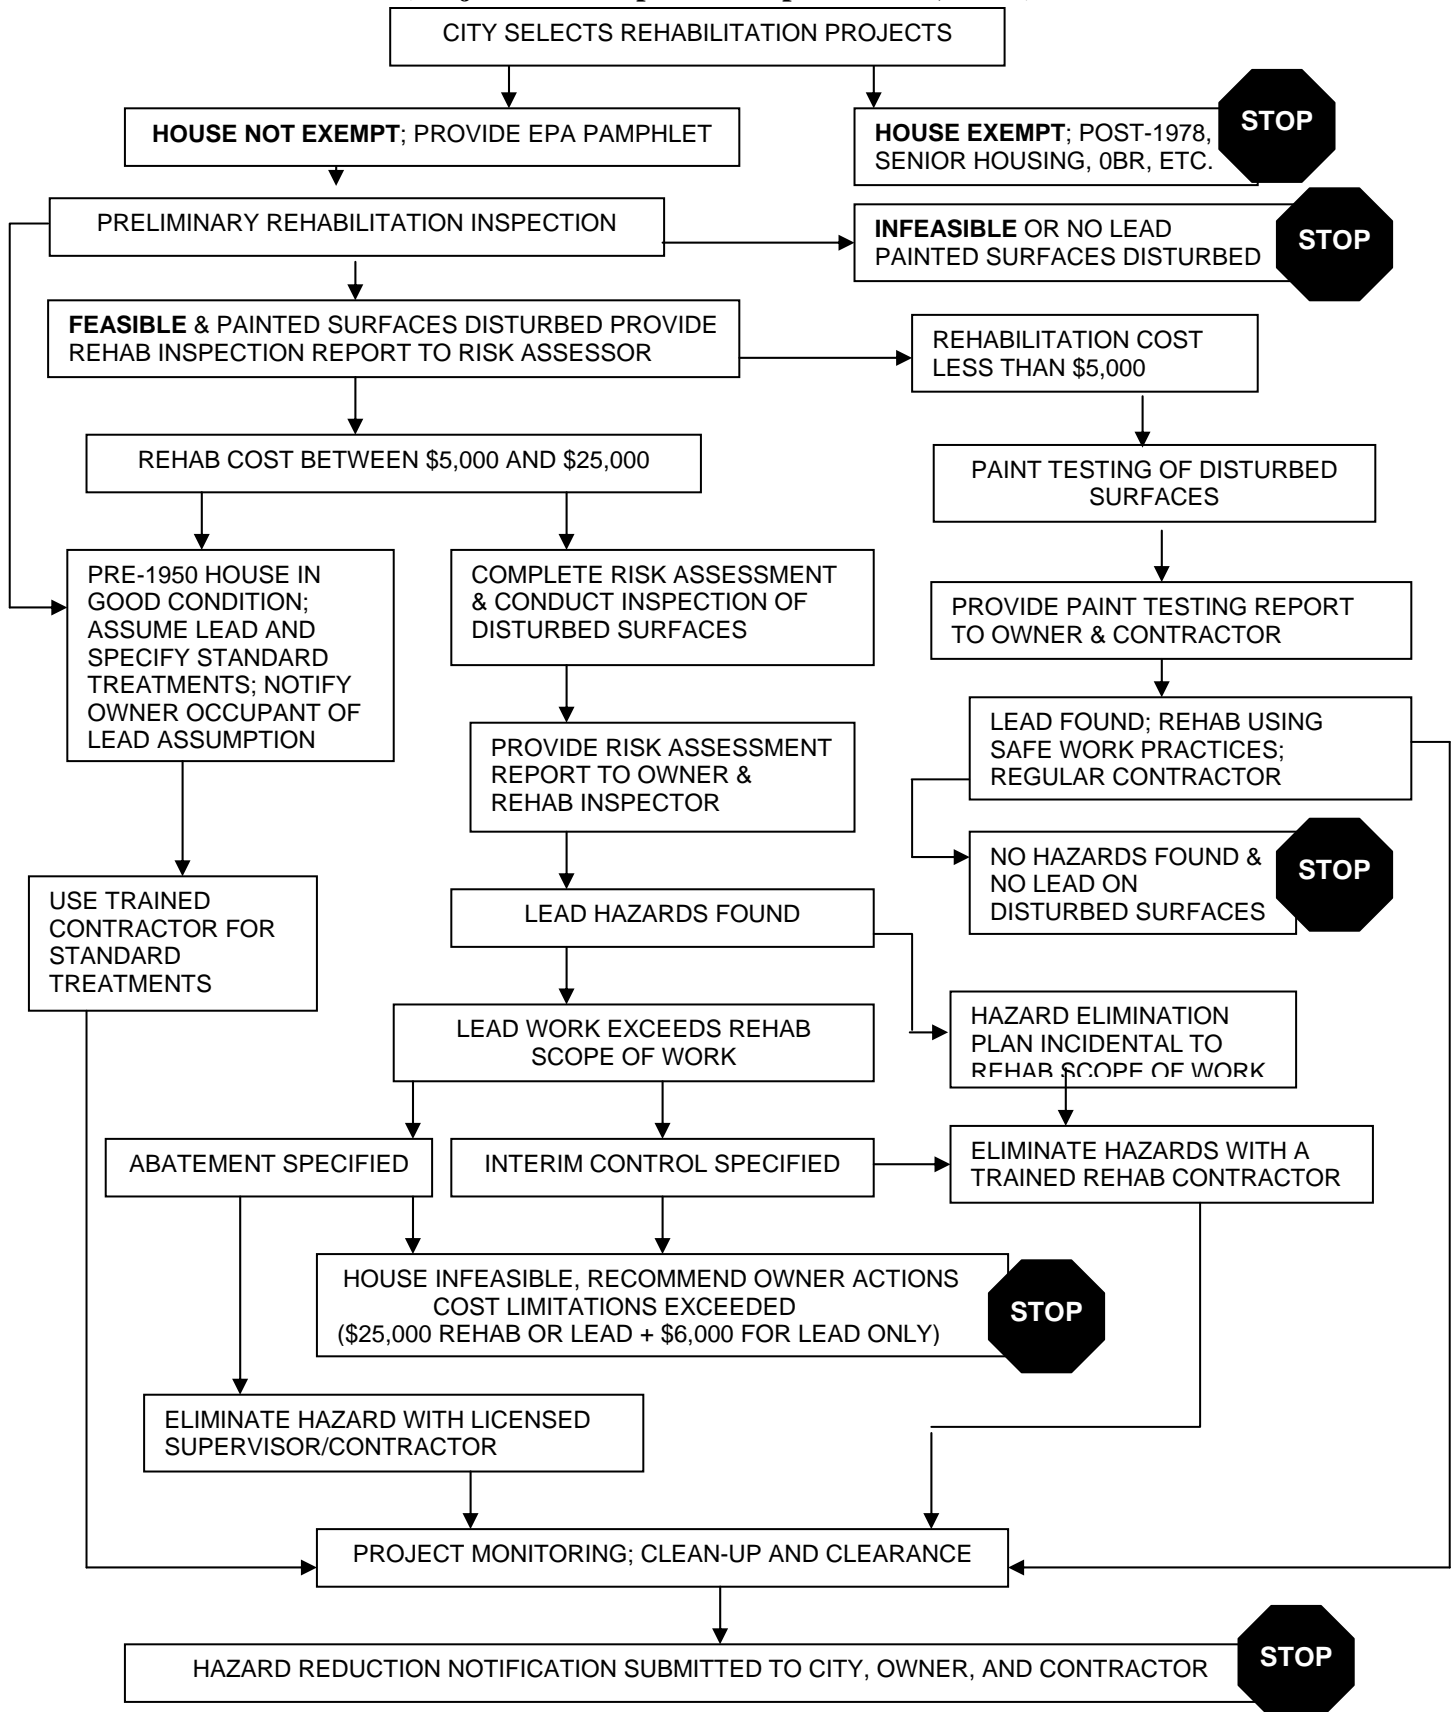 CITY SELECTS REHABILITATION PROJECTS
HOUSE NOT EXEMPT; PROVIDE EPA PAMPHLET
HOUSE EXEMPT; POST-1978,
SENIOR HOUSING, 0BR, ETC.
STOP
PRELIMINARY REHABILITATION INSPECTION
INFEASIBLE OR NO LEAD
PAINTED SURFACES DISTURBED
STOP
FEASIBLE & PAINTED SURFACES DISTURBED PROVIDE
REHAB INSPECTION REPORT TO RISK ASSESSOR
REHABILITATION COST
LESS THAN $5,000
REHAB COST BETWEEN $5,000 AND $25,000
PAINT TESTING OF DISTURBED
SURFACES
PRE-1950 HOUSE IN
GOOD CONDITION;
ASSUME LEAD AND
SPECIFY STANDARD
TREATMENTS; NOTIFY
OWNER OCCUPANT OF
LEAD ASSUMPTION
COMPLETE RISK ASSESSMENT
& CONDUCT INSPECTION OF
DISTURBED SURFACES
PROVIDE PAINT TESTING REPORT
TO OWNER & CONTRACTOR
PROVIDE RISK ASSESSMENT
REPORT TO OWNER &
REHAB INSPECTOR
LEAD FOUND; REHAB USING
SAFE WORK PRACTICES;
REGULAR CONTRACTOR
NO HAZARDS FOUND &
NO LEAD ON
DISTURBED SURFACES
STOP
USE TRAINED
CONTRACTOR FOR
STANDARD
TREATMENTS
LEAD HAZARDS FOUND
LEAD WORK EXCEEDS REHAB
SCOPE OF WORK
HAZARD ELIMINATION
PLAN INCIDENTAL TO
REHAB SCOPE OF WORK
ABATEMENT SPECIFIED
INTERIM CONTROL SPECIFIED
ELIMINATE HAZARDS WITH A
TRAINED REHAB CONTRACTOR
HOUSE INFEASIBLE, RECOMMEND OWNER ACTIONS
COST LIMITATIONS EXCEEDED
($25,000 REHAB OR LEAD + $6,000 FOR LEAD ONLY)
STOP
ELIMINATE HAZARD WITH LICENSED
SUPERVISOR/CONTRACTOR
PROJECT MONITORING; CLEAN-UP AND CLEARANCE
HAZARD REDUCTION NOTIFICATION SUBMITTED TO CITY, OWNER, AND CONTRACTOR
STOP